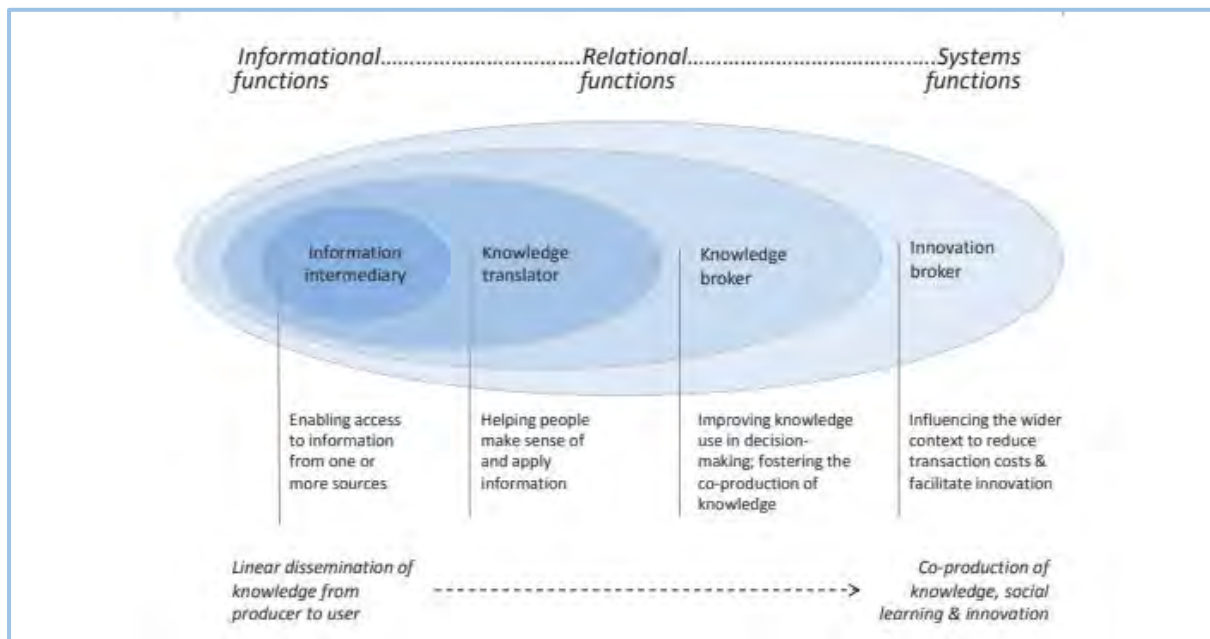 Informational……………………………Relational……………………………………Systems
functions functions functions
Information
intermediary
Knowledge
translator
Knowledge
broker
Innovation
broker
Enabling access
to information
from one or
more sources
Helping people
make sense of
and apply
information
Improving knowledge
use in decision-
making; fostering the
co-production of
knowledge
Influencing the wider
context to reduce
transaction costs &
facilitate innovation
Linear dissemination of
knowledge from
producer to user
Co-production of
knowledge, social
learning & innovation